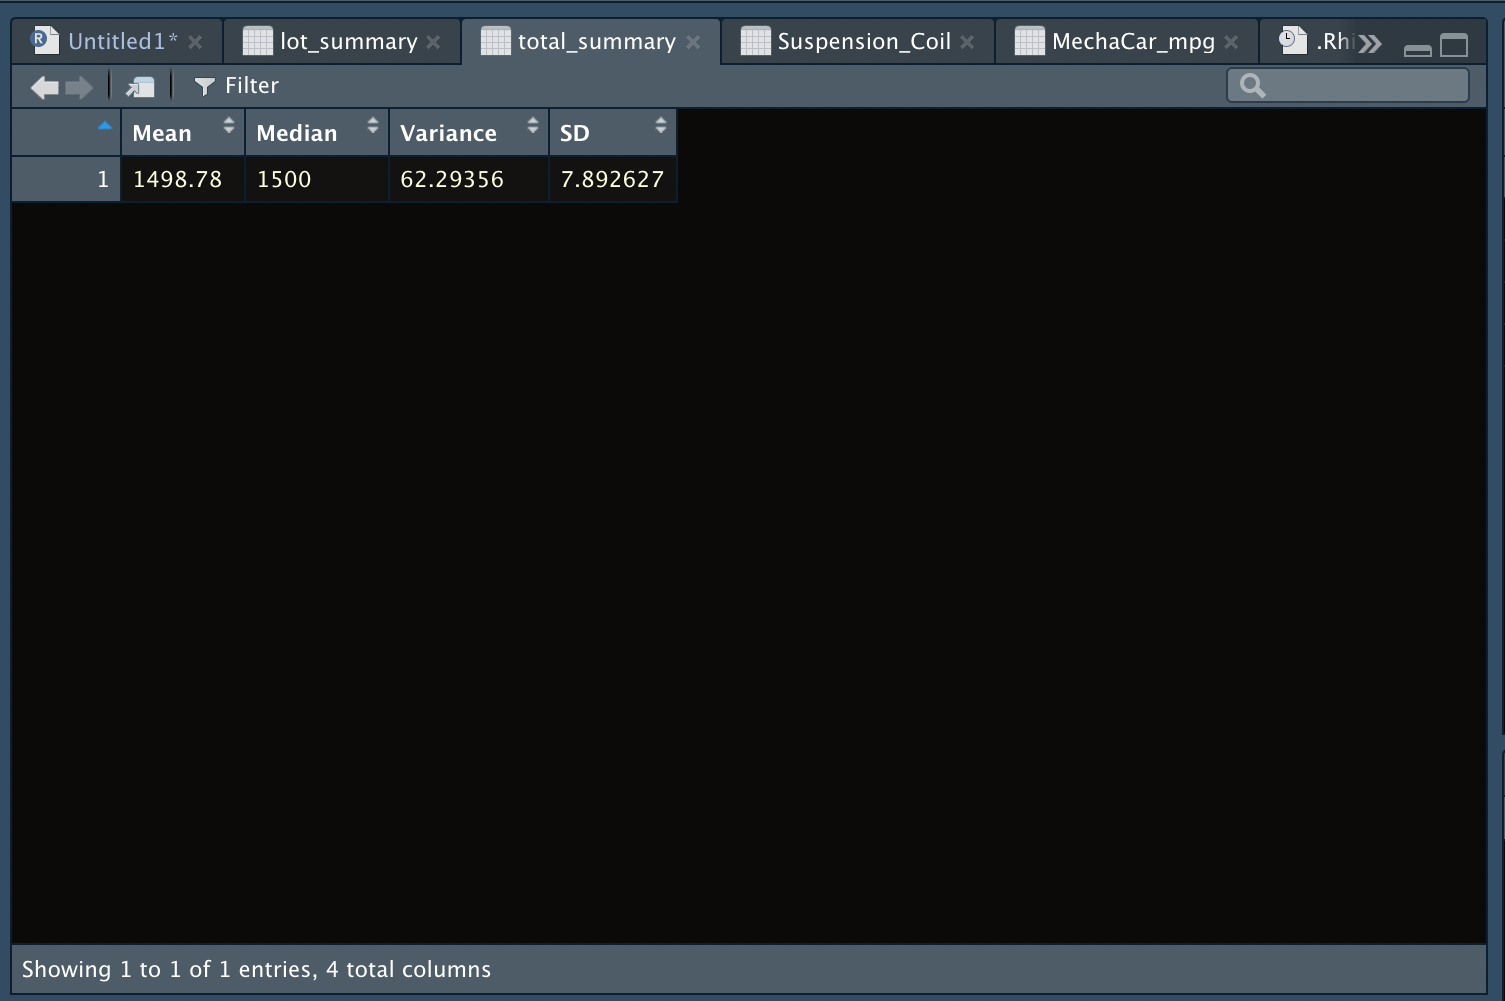 R Untitled1* lot_summary total_summary Suspension_Coil MechaCar_mpg .Rhi
Filter
Mean Median Variance SD
1 1498.78 1500 62.29356 7.892627
Showing 1 to 1 of 1 entries, 4 total columns